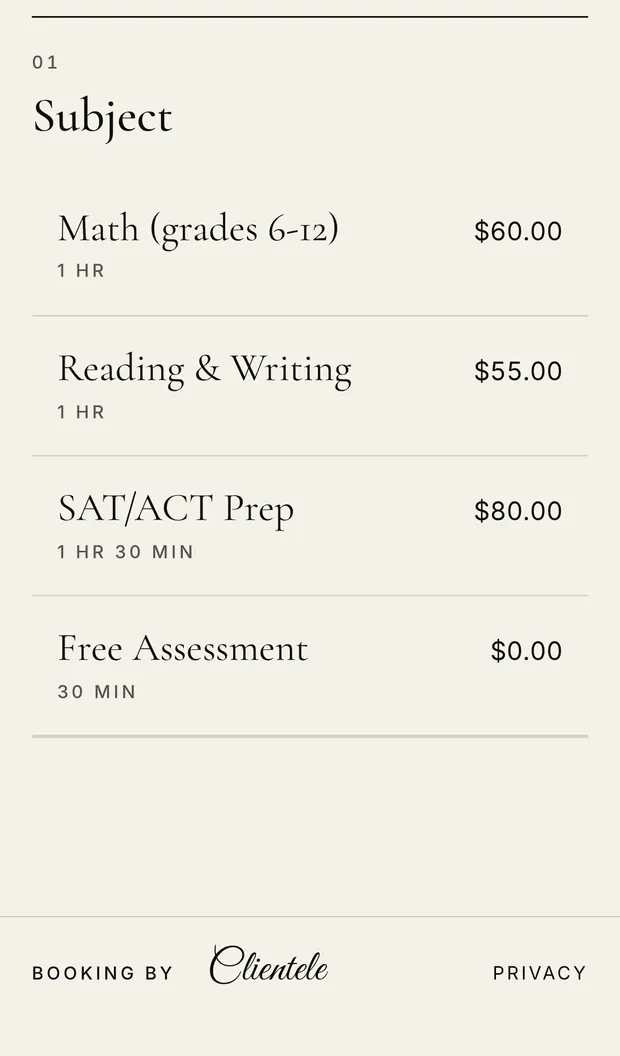 01
Subject
Math (grades 6-12)
$60.00
1 HR
Reading & Writing
$55.00
1 HR
SAT/ACT Prep
$80.00
1 HR 30 MIN
Free Assessment
$0.00
30 MIN
BOOKING BY Clientele
PRIVACY